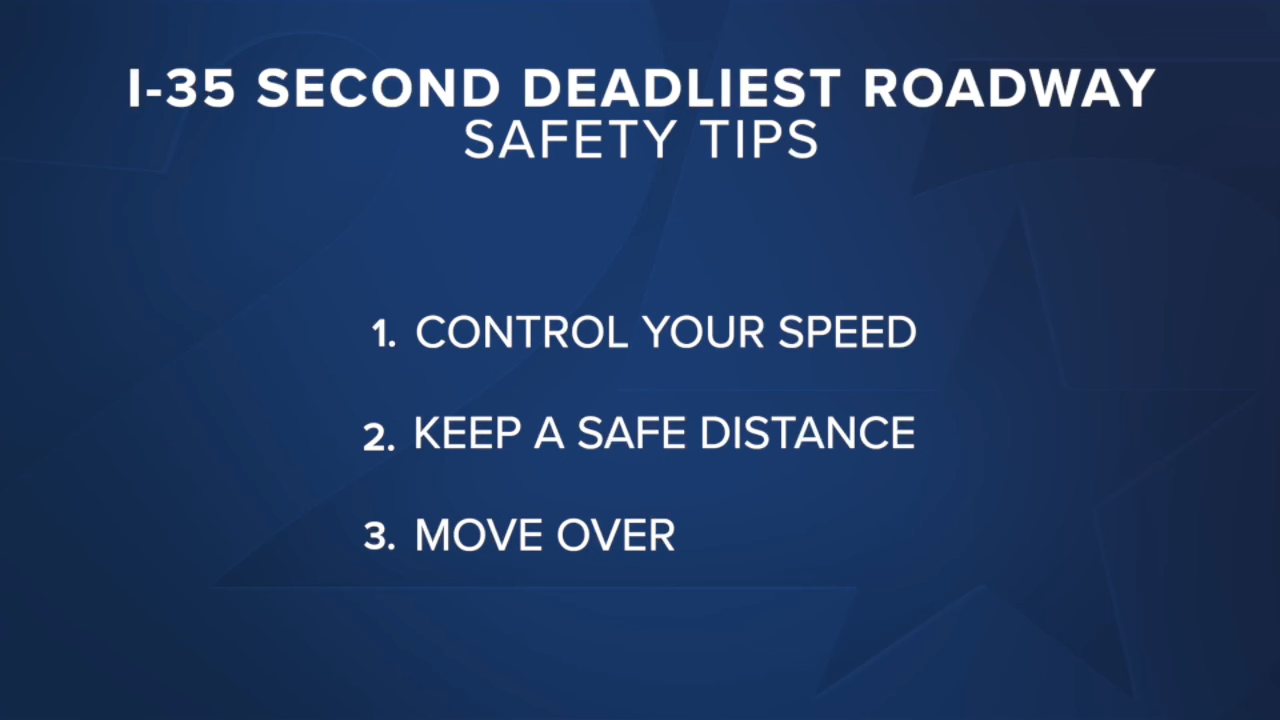 I-35 SECOND DEADLIEST ROADWAY
SAFETY TIPS
1. CONTROL YOUR SPEED
2. KEEP A SAFE DISTANCE
3. MOVE OVER